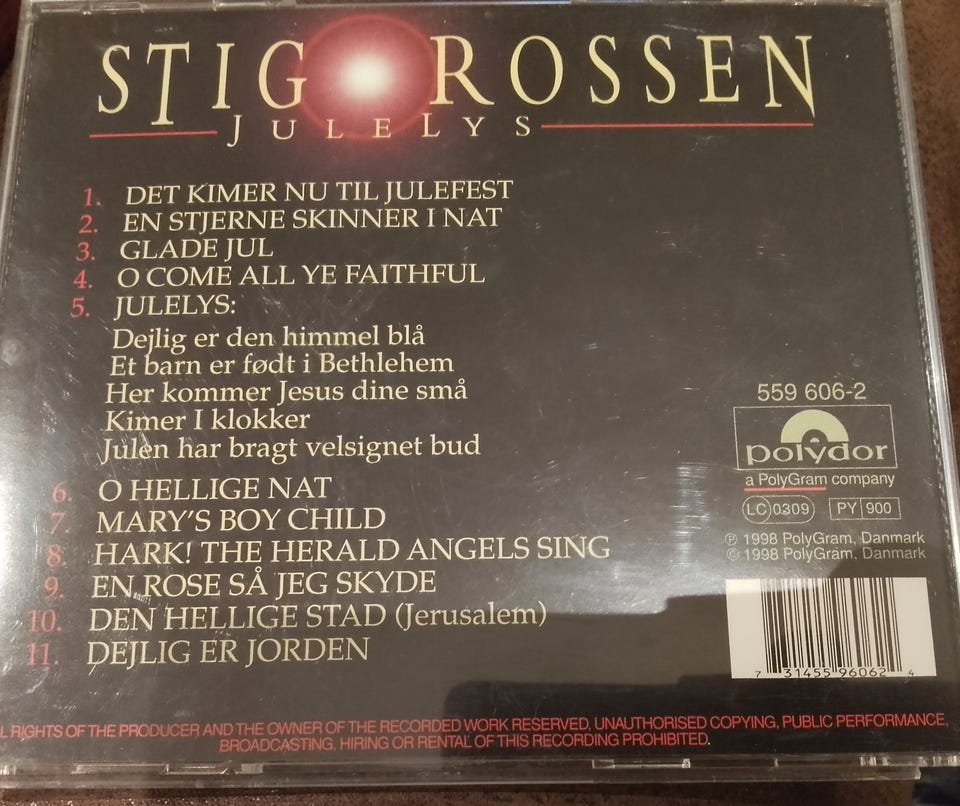 STIG ROSSEN
JULELYS
1. DET KIMER NU TIL JULEFEST
2. EN STJERNE SKINNER I NAT
3. GLADE JUL
4. O COME ALL YE FAITHFUL
5. JULELYS:
Dejlig er den himmel blå
Et barn er født i Bethlehem
Her kommer Jesus dine små
Kimer I klokker
Julen har bragt velsignet bud
6. O HELLIGE NAT
7. MARY'S BOY CHILD
8. HARK! THE HERALD ANGELS SING
9. EN ROSE SÅ JEG SKYDE
10. DEN HELLIGE STAD (Jerusalem)
11. DEJLIG ER JORDEN
559 606-2
polydor
a PolyGram company
LC 0309 PY 900
℗ 1998 PolyGram, Danmark
© 1998 PolyGram, Danmark
7 31455 96062 4
L RIGHTS OF THE PRODUCER AND THE OWNER OF THE RECORDED WORK RESERVED. UNAUTHORISED COPYING, PUBLIC PERFORMANCE,
BROADCASTING, HIRING OR RENTAL OF THIS RECORDING PROHIBITED.